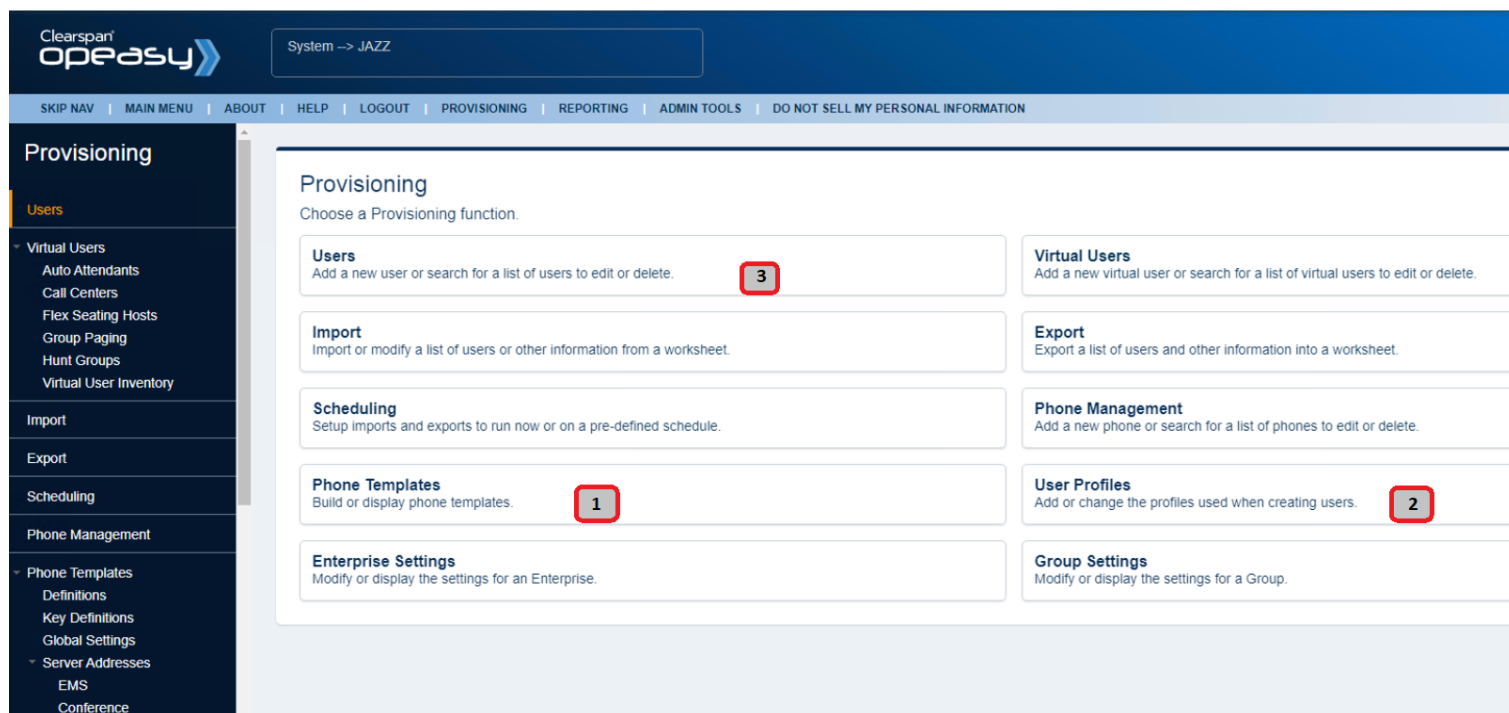 Clearspan
opeasy
System --> JAZZ
SKIP NAV | MAIN MENU | ABOUT | HELP | LOGOUT | PROVISIONING | REPORTING | ADMIN TOOLS | DO NOT SELL MY PERSONAL INFORMATION
Provisioning
Users
Virtual Users
Auto Attendants
Call Centers
Flex Seating Hosts
Group Paging
Hunt Groups
Virtual User Inventory
Import
Export
Scheduling
Phone Management
Phone Templates
Definitions
Key Definitions
Global Settings
Server Addresses
EMS
Conference
Provisioning
Choose a Provisioning function.
Users
Add a new user or search for a list of users to edit or delete.
3
Virtual Users
Add a new virtual user or search for a list of virtual users to edit or delete.
Import
Import or modify a list of users or other information from a worksheet.
Export
Export a list of users and other information into a worksheet.
Scheduling
Setup imports and exports to run now or on a pre-defined schedule.
Phone Management
Add a new phone or search for a list of phones to edit or delete.
Phone Templates
Build or display phone templates.
1
User Profiles
Add or change the profiles used when creating users.
2
Enterprise Settings
Modify or display the settings for an Enterprise.
Group Settings
Modify or display the settings for a Group.